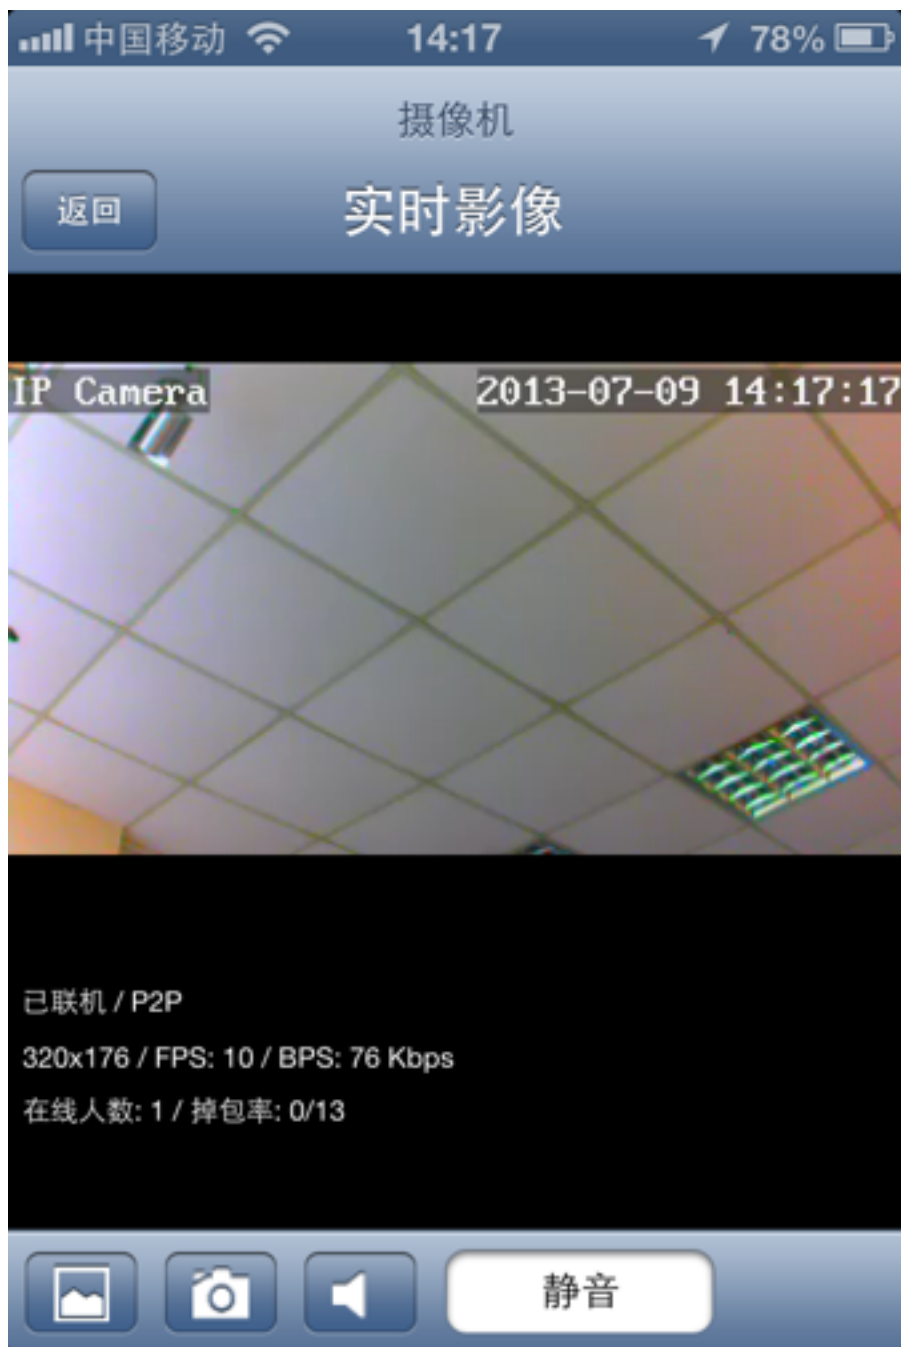 中国移动 14:17 78%
摄像机
返回 实时影像
IP Camera 2013-07-09 14:17:17
已联机 / P2P
320x176 / FPS: 10 / BPS: 76 Kbps
在线人数: 1 / 掉包率: 0/13
静音